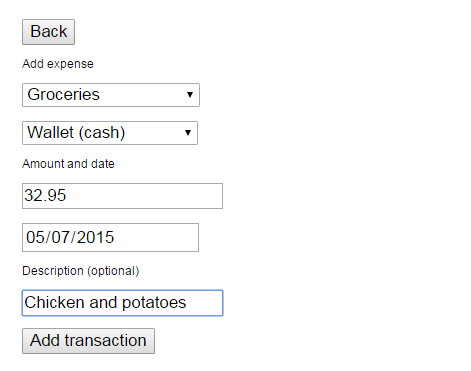 Back
Add expense
Groceries
Wallet (cash)
Amount and date
32.95
05/07/2015
Description (optional)
Chicken and potatoes
Add transaction